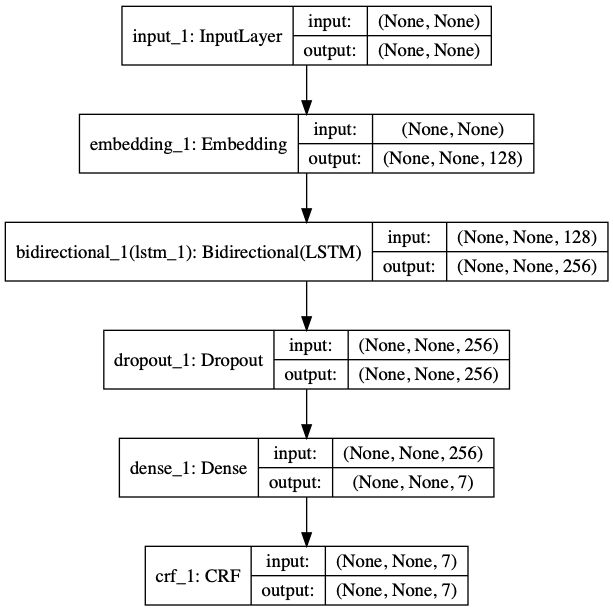 input_1: InputLayer
input: (None, None)
output: (None, None)
embedding_1: Embedding
input: (None, None)
output: (None, None, 128)
bidirectional_1(lstm_1): Bidirectional(LSTM)
input: (None, None, 128)
output: (None, None, 256)
dropout_1: Dropout
input: (None, None, 256)
output: (None, None, 256)
dense_1: Dense
input: (None, None, 256)
output: (None, None, 7)
crf_1: CRF
input: (None, None, 7)
output: (None, None, 7)